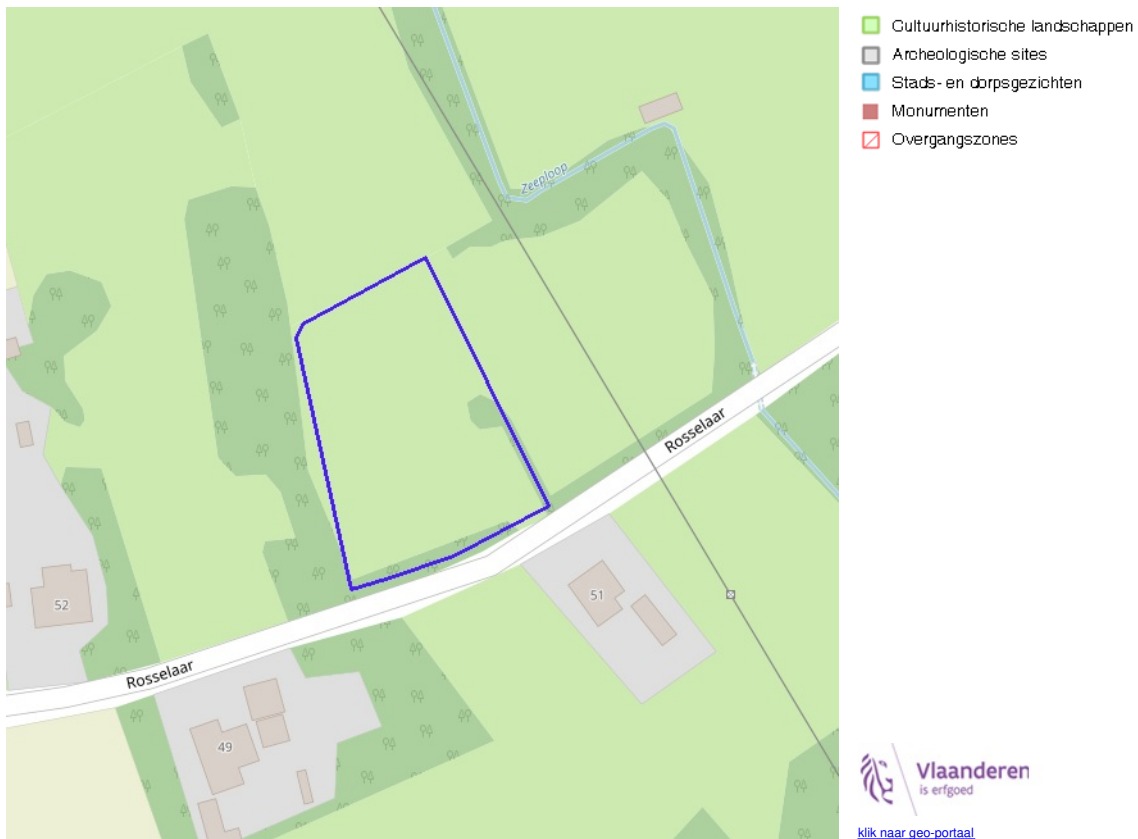 Cultuurhistorische landschappen
Archeologische sites
Stads- en dorpsgezichten
Monumenten
Overgangszones
Zeeploop
Rosselaar
52
51
Rosselaar
49
Vlaanderen
is erfgoed
klik naar geo-portaal